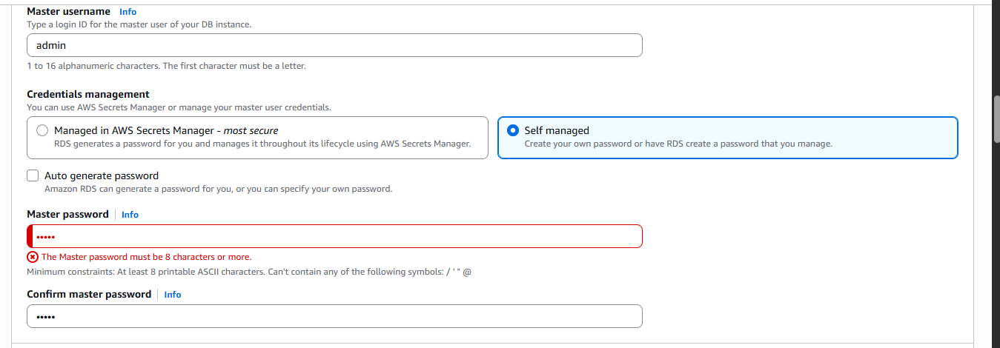 Master username Info
Type a login ID for the master user of your DB instance.
admin
1 to 16 alphanumeric characters. The first character must be a letter.
Credentials management
You can use AWS Secrets Manager or manage your master user credentials.
Managed in AWS Secrets Manager - most secure
RDS generates a password for you and manages it throughout its lifecycle using AWS Secrets Manager.
Self managed
Create your own password or have RDS create a password that you manage.
Auto generate password
Amazon RDS can generate a password for you, or you can specify your own password.
Master password Info
•••••
The Master password must be 8 characters or more.
Minimum constraints: At least 8 printable ASCII characters. Can't contain any of the following symbols: / ' " @
Confirm master password Info
•••••